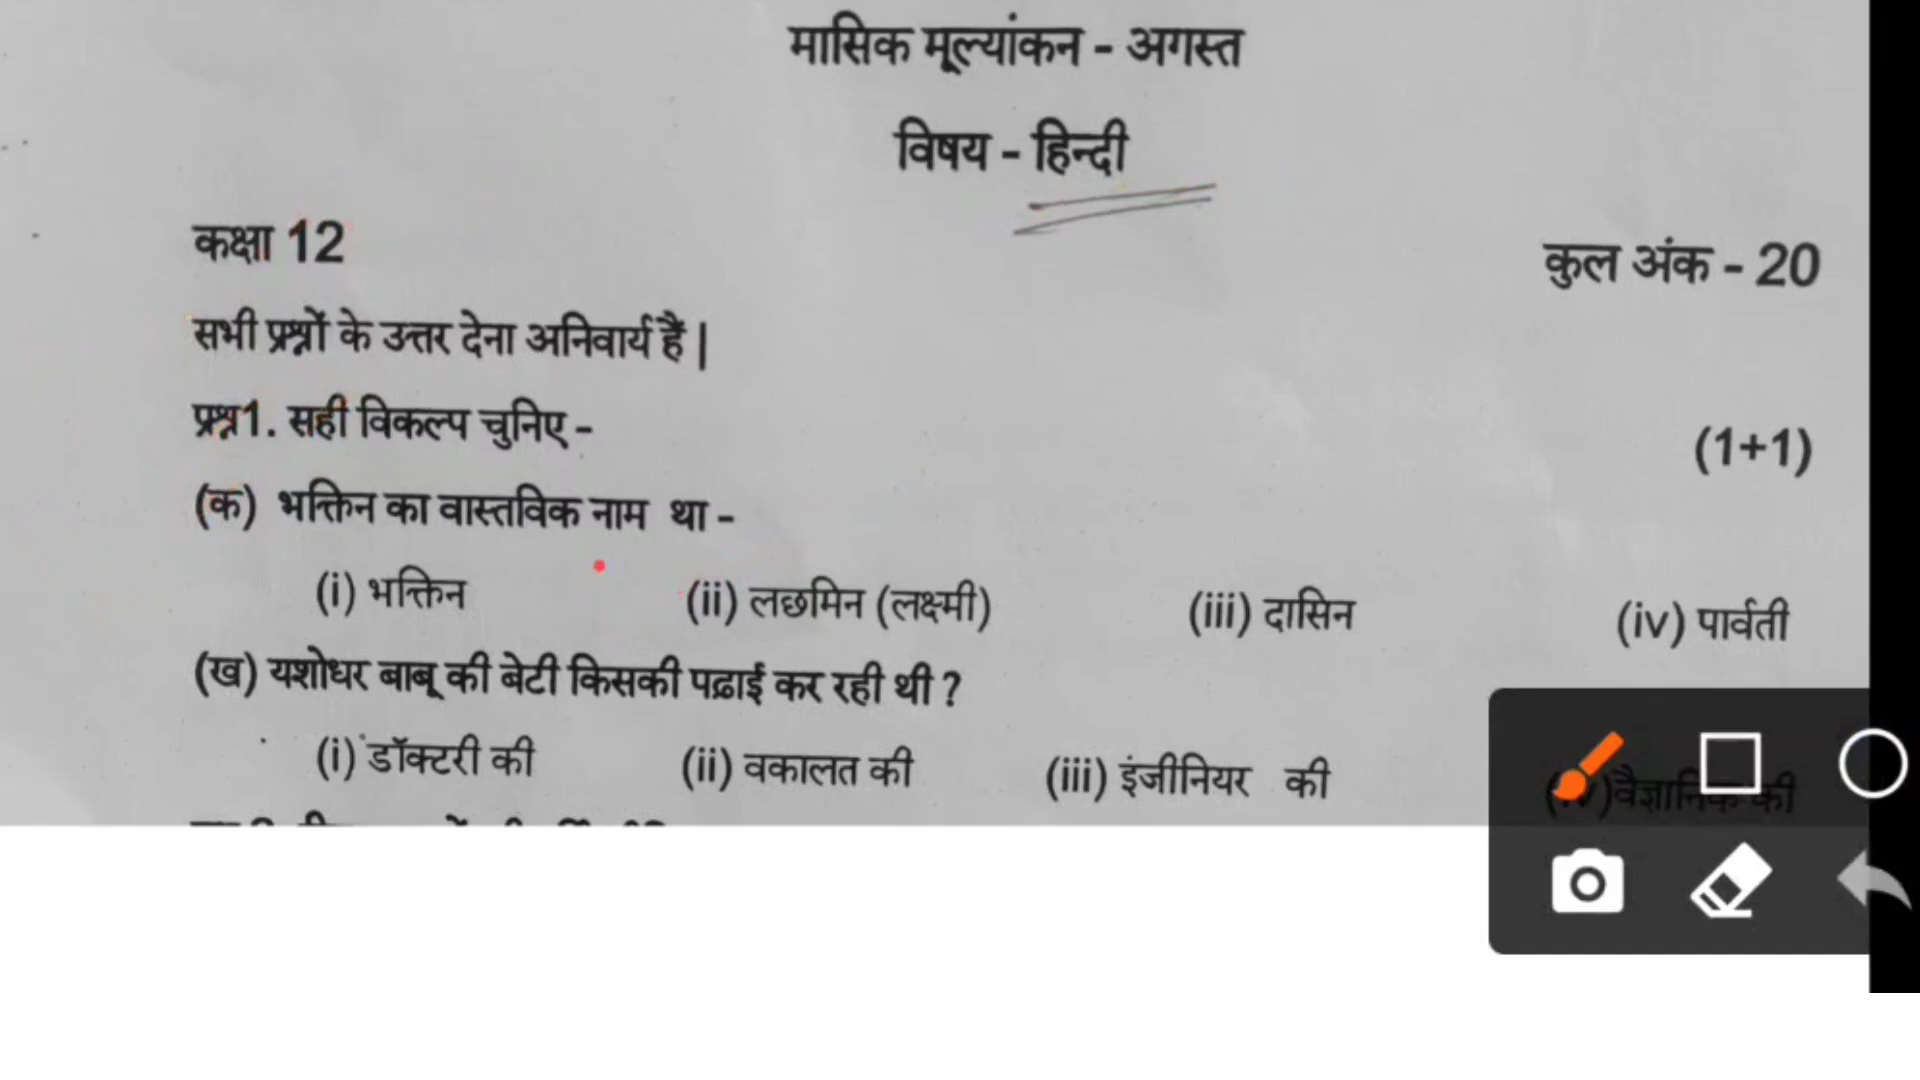 मासिक मूल्यांकन - अगस्त
विषय - हिन्दी
कक्षा 12
कुल अंक - 20
सभी प्रश्नों के उत्तर देना अनिवार्य हैं |
प्रश्न1. सही विकल्प चुनिए -
(1+1)
(क) भक्तिन का वास्तविक नाम था -
(i) भक्तिन (ii) लछमिन (लक्ष्मी) (iii) दासिन (iv) पार्वती
(ख) यशोधर बाबू की बेटी किसकी पढाई कर रही थी ?
(i) डॉक्टरी की (ii) वकालत की (iii) इंजीनियर की (iv)वैज्ञानिक की